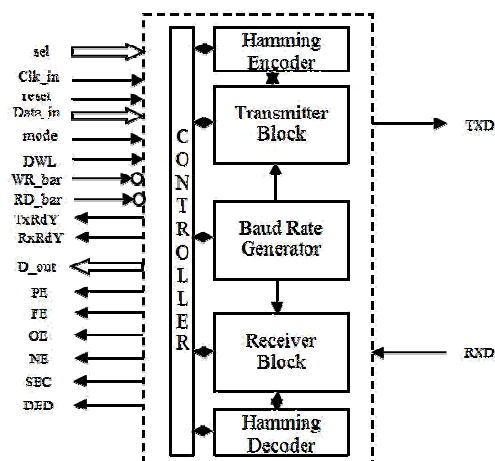 sel
Clk_in
reset
Data_in
mode
DWL
WR_bar
RD_bar
TxRdY
RxRdY
D_out
PE
FE
OE
NE
SEC
DED
CONTROLLER
Hamming
Encoder
Transmitter
Block
Baud Rate
Generator
Receiver
Block
Hamming
Decoder
TXD
RXD